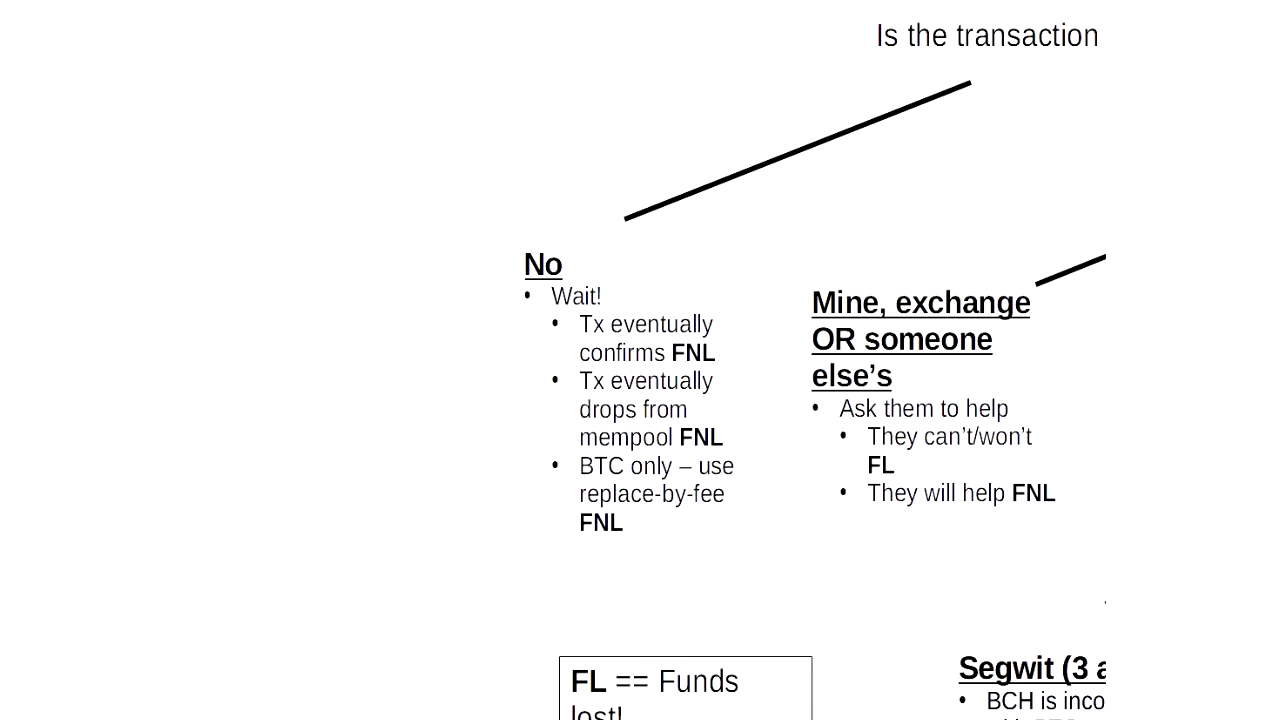 Is the transaction
No
• Wait!
• Tx eventually
confirms FNL
• Tx eventually
drops from
mempool FNL
• BTC only – use
replace-by-fee
FNL
Mine, exchange
OR someone
else’s
• Ask them to help
• They can’t/won’t
FL
• They will help FNL
FL == Funds
lost!
Segwit (3
• BCH is